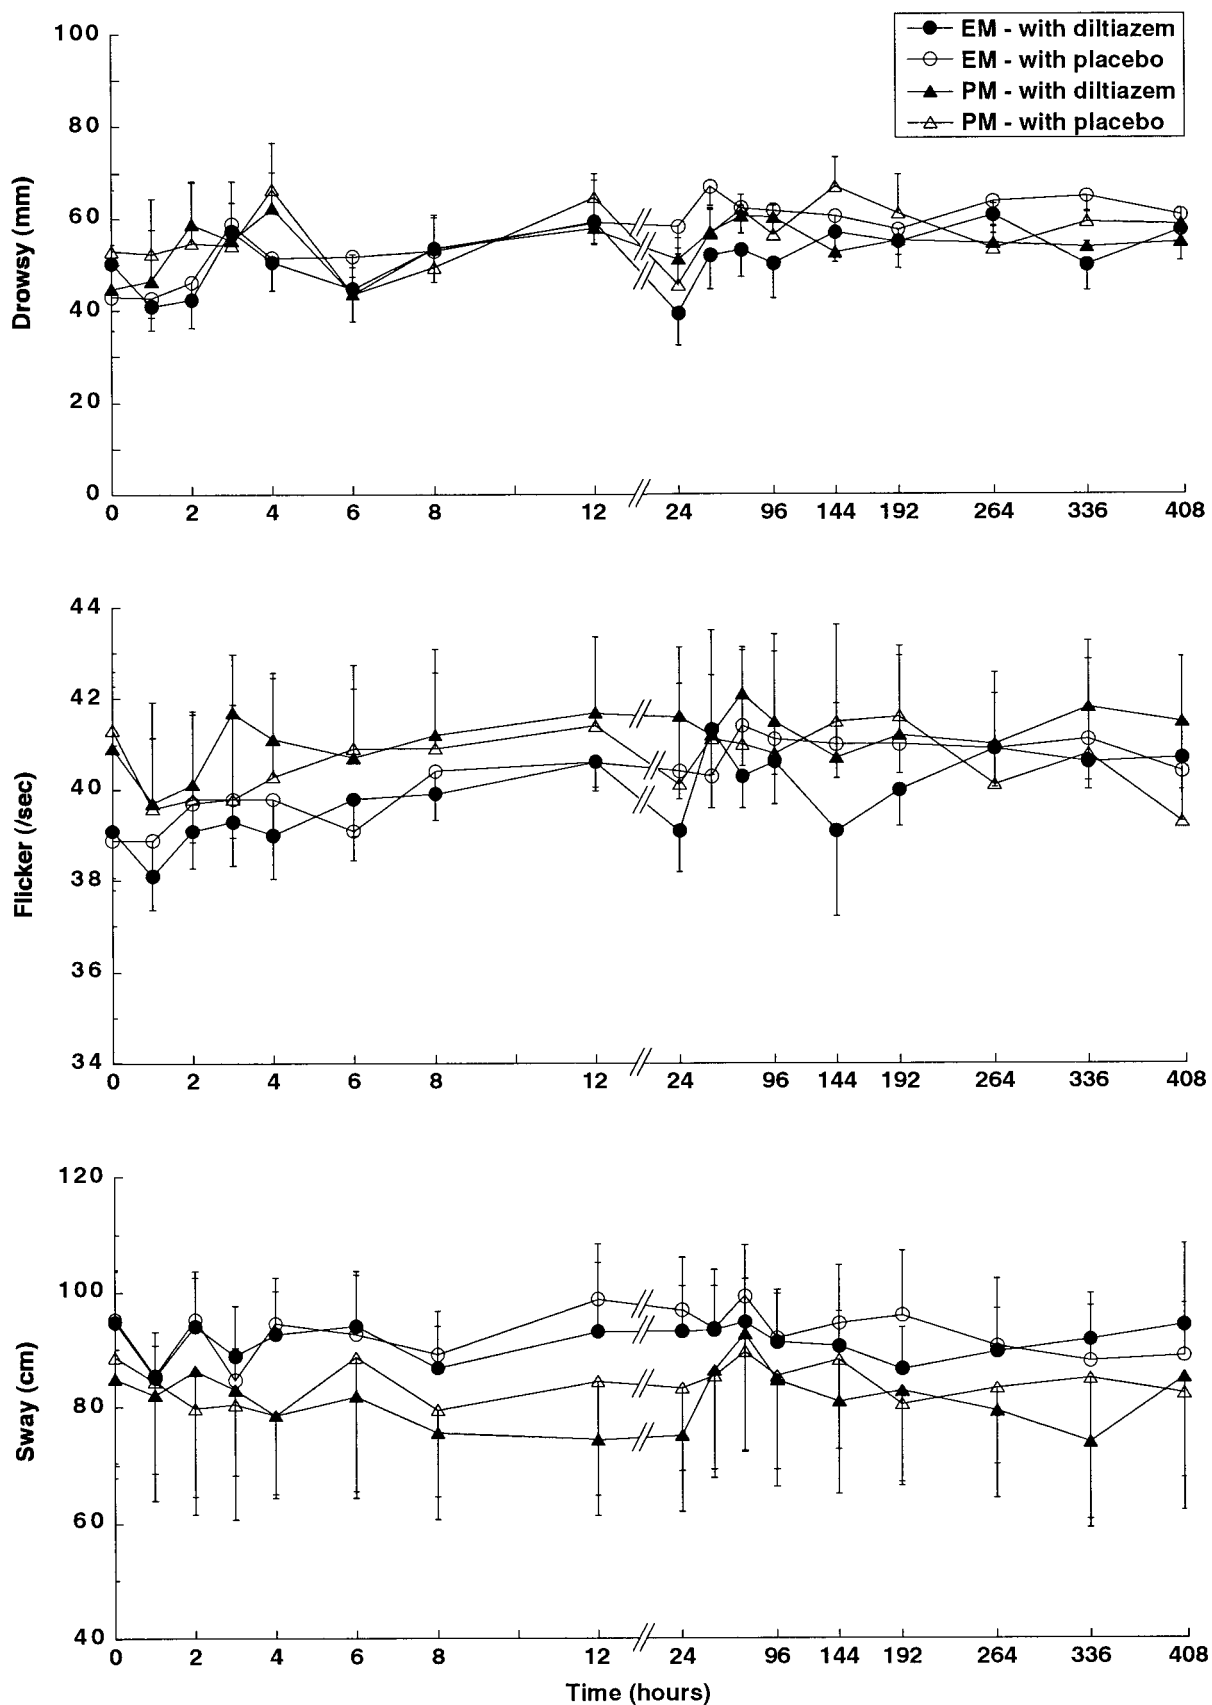 EM - with diltiazem
EM - with placebo
PM - with diltiazem
PM - with placebo
Drowsy (mm)
100
80
60
40
20
0
0 2 4 6 8 12 24 96 144 192 264 336 408
Flicker (/sec)
44
42
40
38
36
34
0 2 4 6 8 12 24 96 144 192 264 336 408
Sway (cm)
120
100
80
60
40
0 2 4 6 8 12 24 96 144 192 264 336 408
Time (hours)